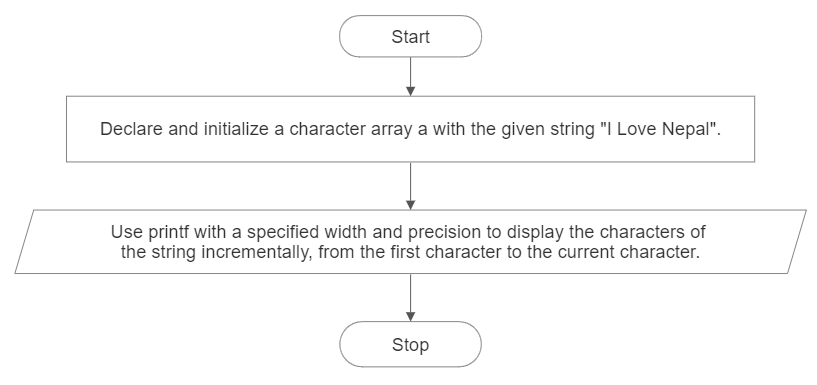 Start
Declare and initialize a character array a with the given string "I Love Nepal".
Use printf with a specified width and precision to display the characters of
the string incrementally, from the first character to the current character.
Stop